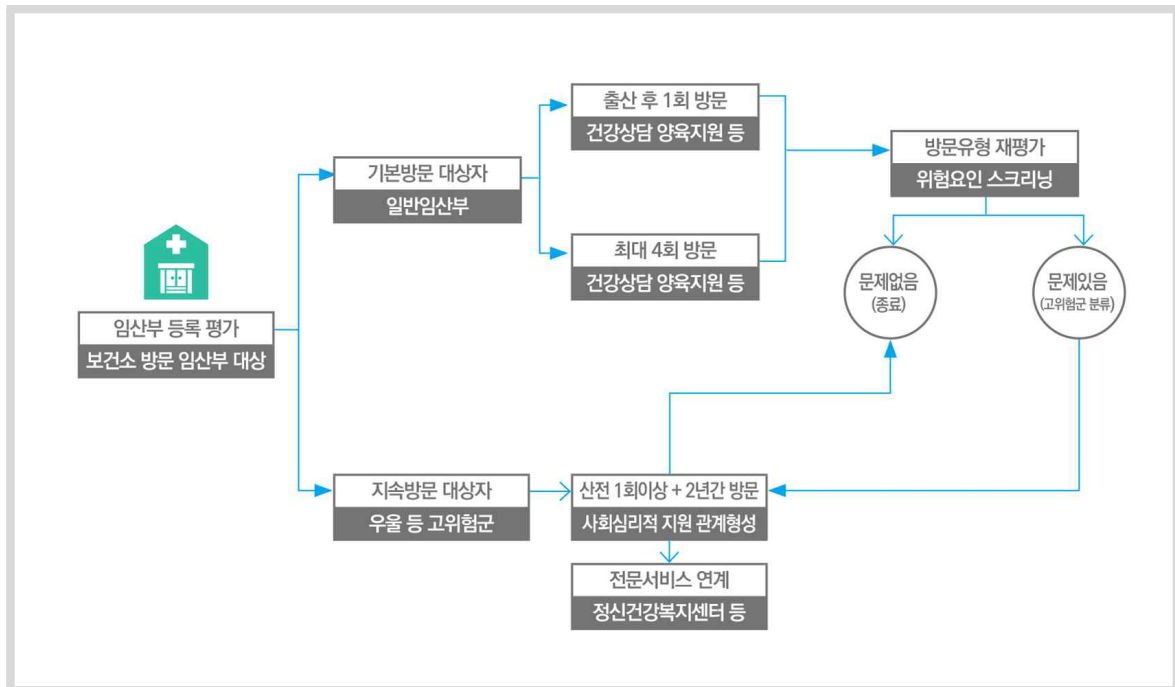 임산부 등록 평가
보건소 방문 임산부 대상
기본방문 대상자
일반임산부
출산 후 1회 방문
건강상담 양육지원 등
최대 4회 방문
건강상담 양육지원 등
방문유형 재평가
위험요인 스크리닝
문제없음
(종료)
문제있음
(고위험군 분류)
지속방문 대상자
우울 등 고위험군
산전 1회이상 + 2년간 방문
사회심리적 지원 관계형성
전문서비스 연계
정신건강복지센터 등